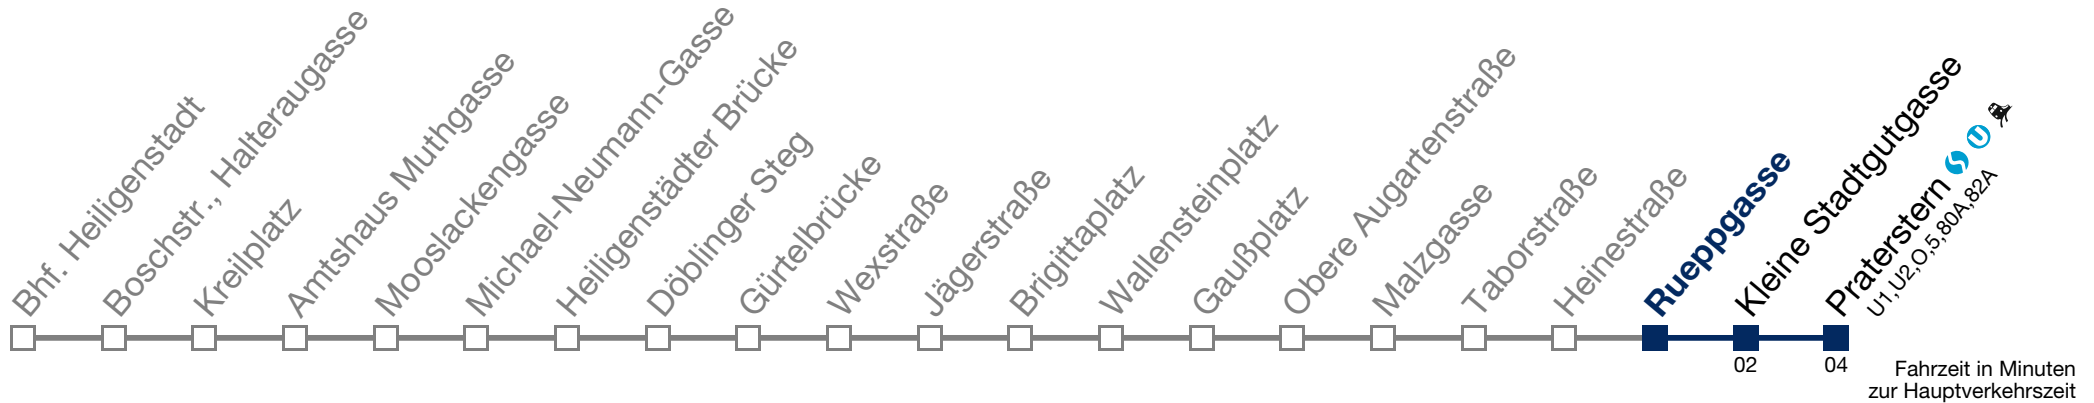 Bhf. Heiligenstadt
Boschstr., Halteraugasse
Kreilplatz
Amtshaus Muthgasse
Mooslackengasse
Michael-Neumann-Gasse
Heiligenstädter Brücke
Döblinger Steg
Gürtelbrücke
Wexstraße
Jägerstraße
Brigittaplatz
Wallensteinplatz
Gaußplatz
Obere Augartenstraße
Malzgasse
Taborstraße
Heinestraße
Rueppgasse
Kleine Stadtgutgasse
Praterstern S U
U1,U2,O,5,80A,82A
02
04
Fahrzeit in Minuten
zur Hauptverkehrszeit